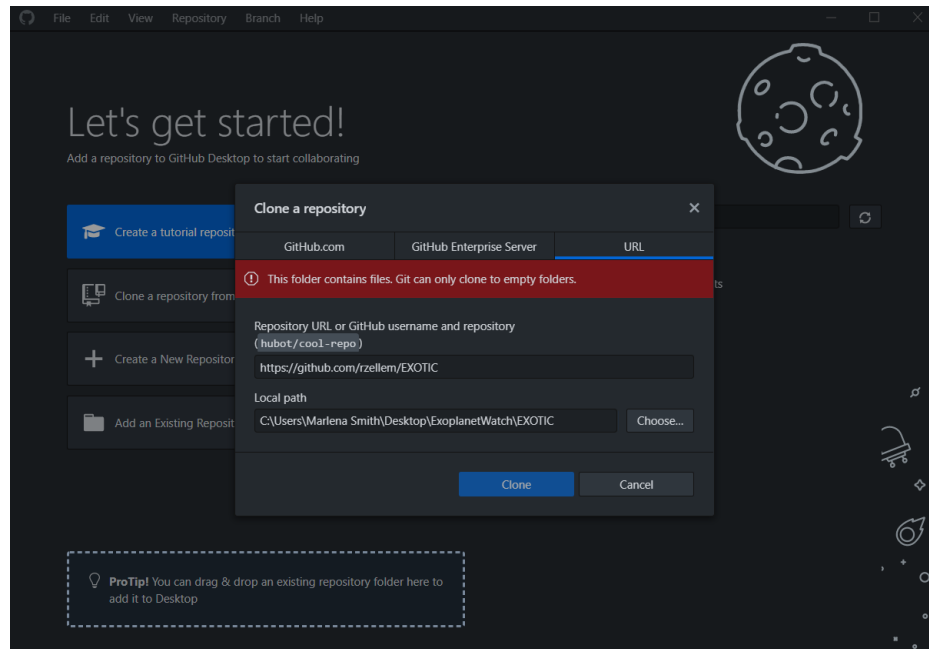 File Edit View Repository Branch Help
Let's get started!
Add a repository to GitHub Desktop to start collaborating
Create a tutorial reposit
Clone a repository from
Create a New Repositor
Add an Existing Reposit
Clone a repository
GitHub.com GitHub Enterprise Server URL
This folder contains files. Git can only clone to empty folders.
ts
Repository URL or GitHub username and repository
(hubot/cool-repo)
https://github.com/rzellem/EXOTIC
Local path
C:\Users\Marlena Smith\Desktop\ExoplanetWatch\EXOTIC
Choose...
Clone Cancel
ProTip! You can drag & drop an existing repository folder here to
add it to Desktop